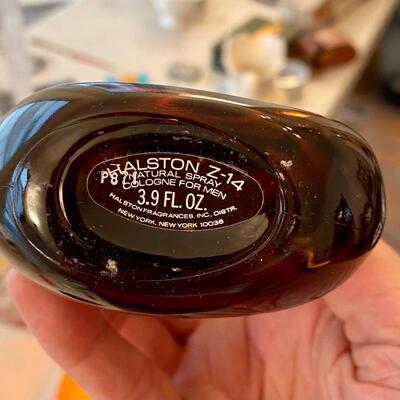 HALSTON Z-14
NATURAL SPRAY
COLOGNE FOR MEN
3.9 FL. OZ.
HALSTON FRAGRANCES, INC. DISTR.
NEW YORK, NEW YORK 10036